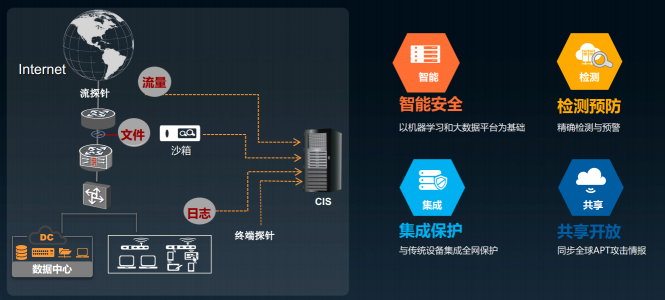 Internet
流探针
流量
文件
沙箱
CIS
日志
终端探针
DC
数据中心
智能
智能安全
以机器学习和大数据平台为基础
检测
检测预防
精确检测与预警
集成
集成保护
与传统设备集成全网保护
共享
共享开放
同步全球APT攻击情报